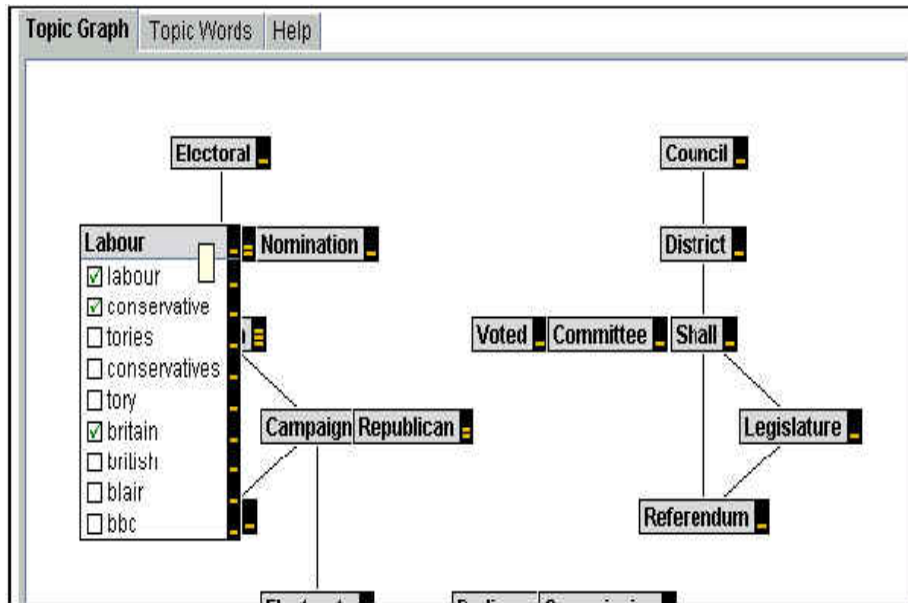 Topic Graph Topic Words Help
Electoral Council
Labour Nomination District
labour
conservative
tories Voted Committee Shall
conservatives
tory
britain Campaign Republican Legislature
british
blair
bbc Referendum